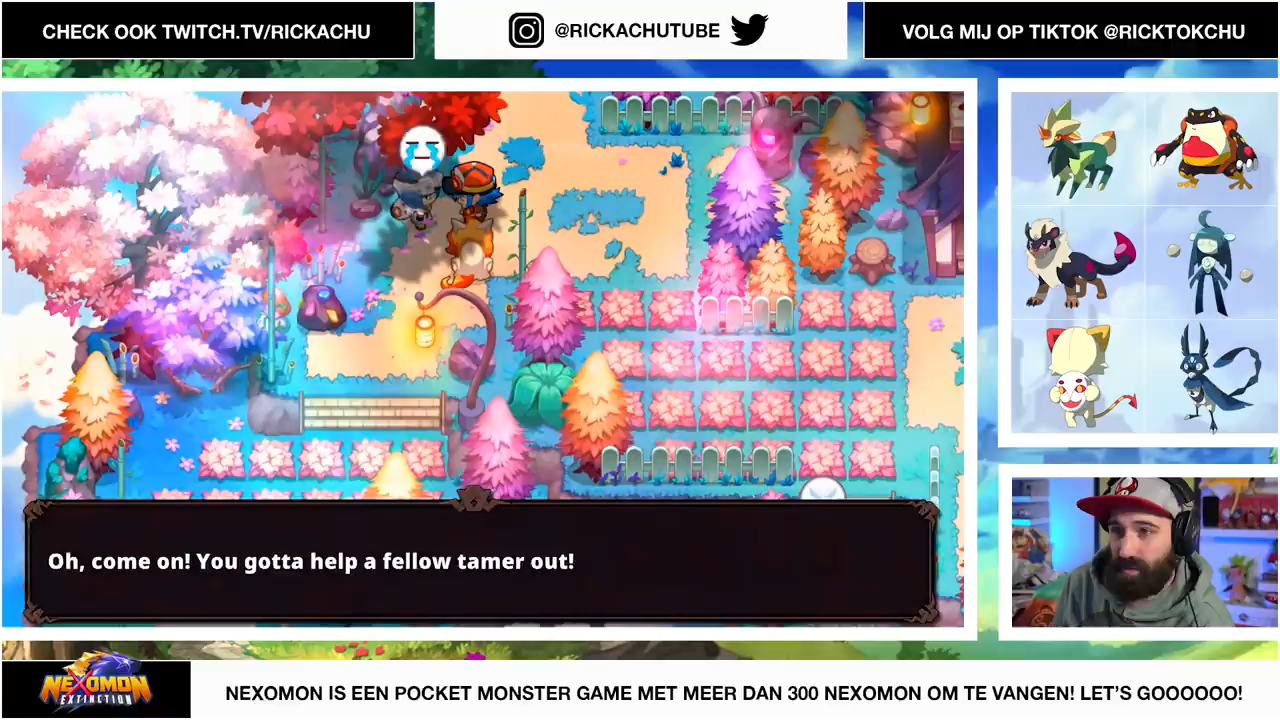 CHECK OOK TWITCH.TV/RICKACHU
@RICKACHUTUBE
VOLG MIJ OP TIKTOK @RICKTOKCHU
Oh, come on! You gotta help a fellow tamer out!
NEXOMON
EXTINCTION
NEXOMON IS EEN POCKET MONSTER GAME MET MEER DAN 300 NEXOMON OM TE VANGEN! LET'S GOOOOOO!